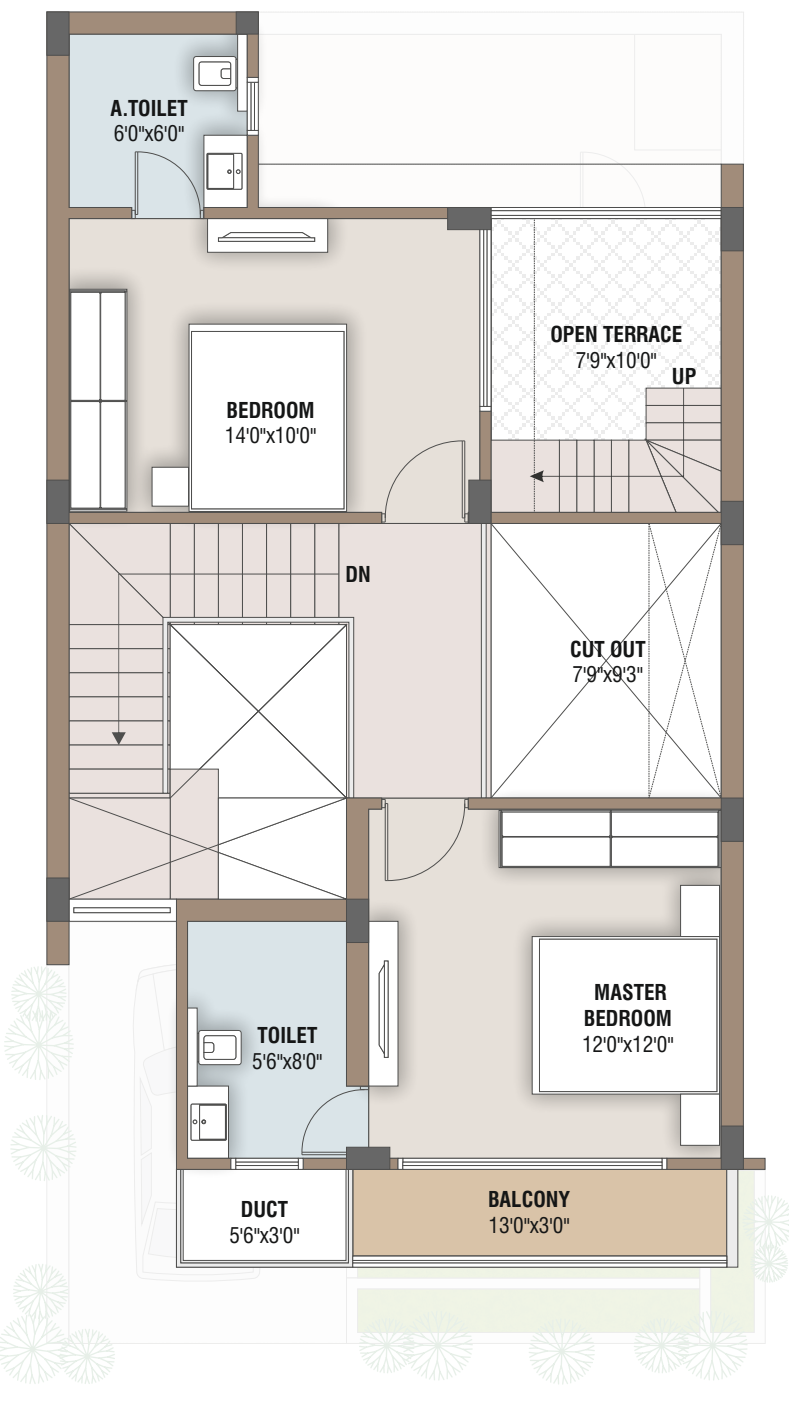 A.TOILET
6'0"x6'0"
OPEN TERRACE
7'9"x10'0"
UP
BEDROOM
14'0"x10'0"
DN
CUT OUT
7'9"x9'3"
MASTER
BEDROOM
12'0"x12'0"
TOILET
5'6"x8'0"
DUCT
5'6"x3'0"
BALCONY
13'0"x3'0"